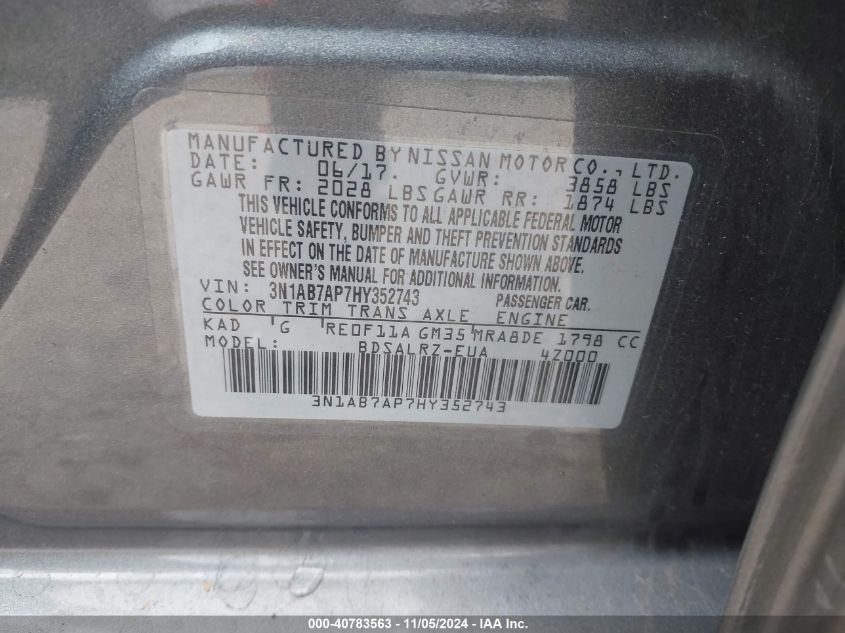 MANUFACTURED BY NISSAN MOTOR CO., LTD.
DATE: 06/17. GVWR: 3858 LBS
GAWR FR: 2028 LBS GAWR RR: 1874 LBS
THIS VEHICLE CONFORMS TO ALL APPLICABLE FEDERAL MOTOR
VEHICLE SAFETY, BUMPER AND THEFT PREVENTION STANDARDS
IN EFFECT ON THE DATE OF MANUFACTURE SHOWN ABOVE.
SEE OWNER'S MANUAL FOR ADDITIONAL INFORMATION.
VIN: 3N1AB7AP7HY352743 PASSENGER CAR.
COLOR TRIM TRANS AXLE ENGINE
KAD G RE0F11A GM35 MRA8DE 1798 CC
MODEL: BDSALRZ-EUA 4Z000
3N1AB7AP7HY352743
000-40783563 - 11/05/2024 - IAA Inc.